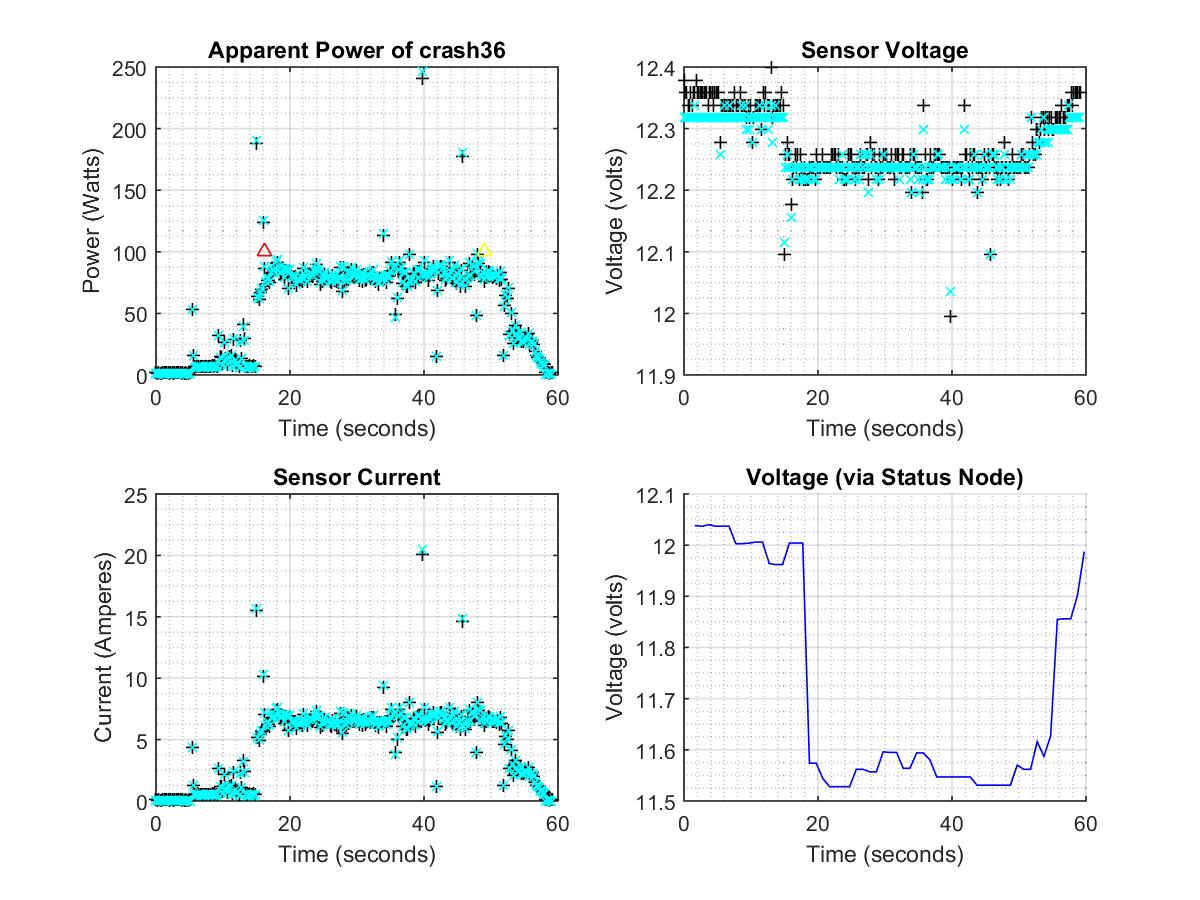 Apparent Power of crash36
250
200
150
100
50
0
Power (Watts)
0 20 40 60
Time (seconds)
Sensor Voltage
12.4
12.3
12.2
12.1
12
11.9
Voltage (volts)
0 20 40 60
Time (seconds)
Sensor Current
25
20
15
10
5
0
Current (Amperes)
0 20 40 60
Time (seconds)
Voltage (via Status Node)
12.1
12
11.9
11.8
11.7
11.6
11.5
Voltage (volts)
0 20 40 60
Time (seconds)